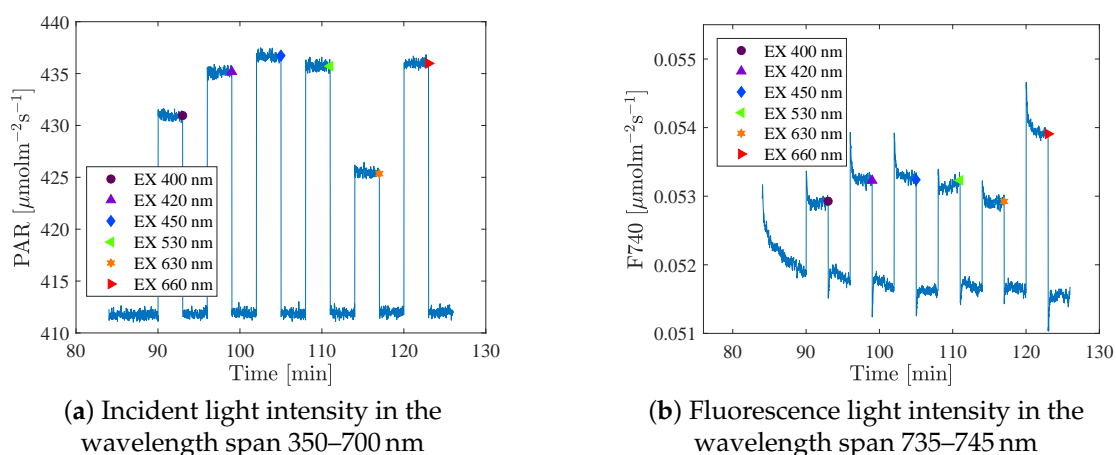 440
435
430
425
420
415
410
PAR [μmolm−2s−1]
EX 400 nm
EX 420 nm
EX 450 nm
EX 530 nm
EX 630 nm
EX 660 nm
80 90 100 110 120 130
Time [min]
(a) Incident light intensity in the
wavelength span 350–700 nm
0.055
0.054
0.053
0.052
0.051
F740 [μmolm−2s−1]
EX 400 nm
EX 420 nm
EX 450 nm
EX 530 nm
EX 630 nm
EX 660 nm
80 90 100 110 120 130
Time [min]
(b) Fluorescence light intensity in the
wavelength span 735–745 nm